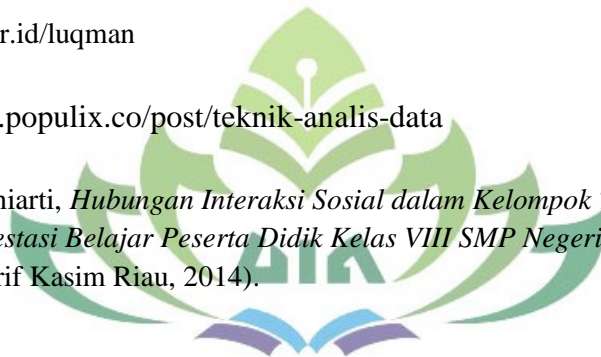 r.id/luqman
.populix.co/post/teknik-analis-data
niarti, Hubungan Interaksi Sosial dalam Kelompok
estasi Belajar Peserta Didik Kelas VIII SMP Negeri
rif Kasim Riau, 2014).